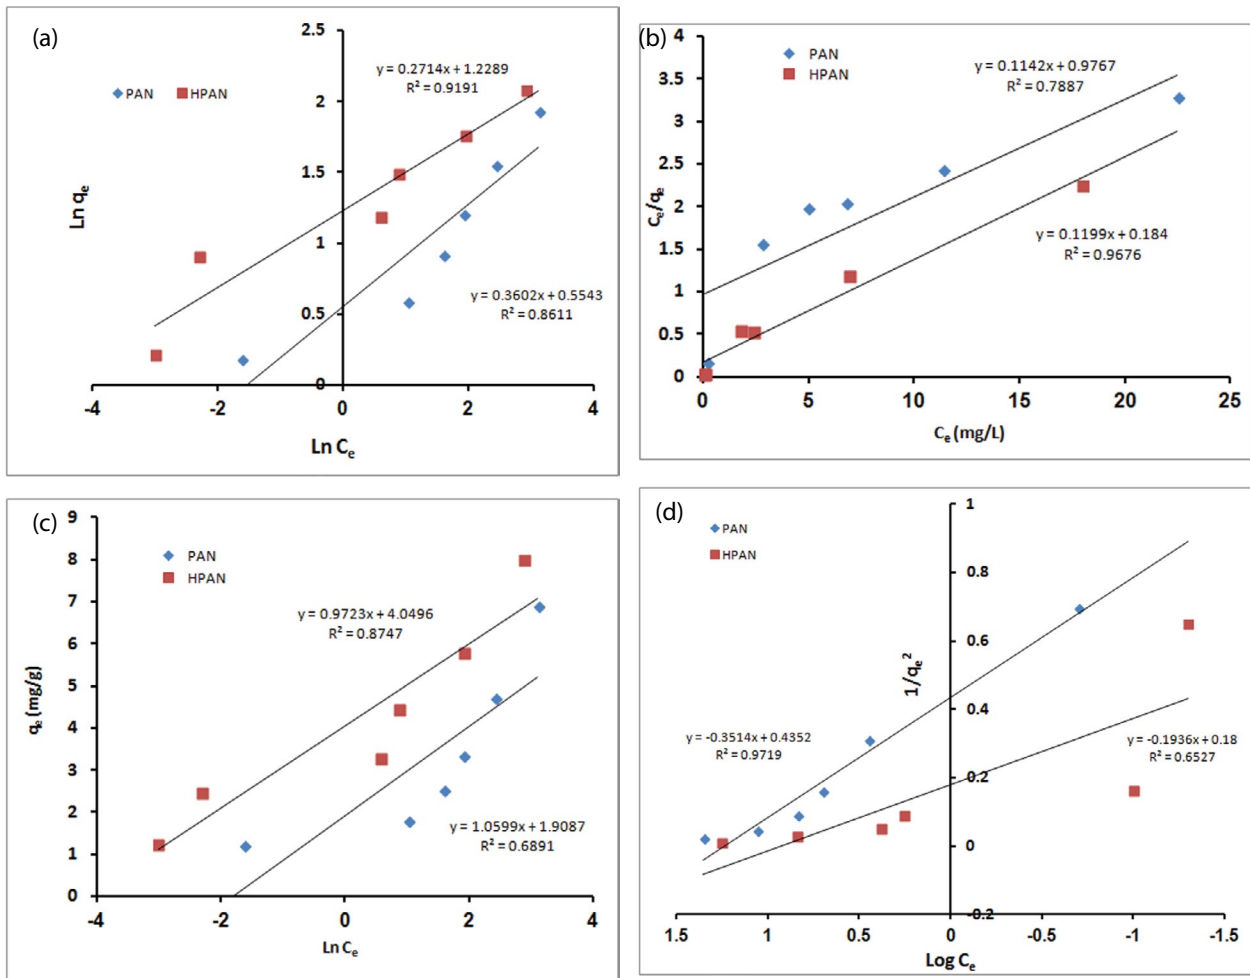 (a)
2.5
y = 0.2714x + 1.2289
R² = 0.9191
PAN HPAN
2
1.5
Ln qe
1
0.5
y = 0.3602x + 0.5543
R² = 0.8611
0
-4 -2 0 2 4
Ln Ce
(b)
4
PAN
HPAN
y = 0.1142x + 0.9767
R² = 0.7887
3.5
3
2.5
Ce/qe
2
1.5
y = 0.1199x + 0.184
R² = 0.9676
1
0.5
0
0 5 10 15 20 25
Ce (mg/L)
(c)
9
PAN
HPAN
8
7
y = 0.9723x + 4.0496
R² = 0.8747
6
5
qe (mg/g)
4
3
2
y = 1.0599x + 1.9087
R² = 0.6891
1
0
-4 -2 0 2 4
Ln Ce
(d)
1
PAN
HPAN
0.8
0.6
1/qe²
0.4
y = -0.3514x + 0.4352
R² = 0.9719
y = -0.1936x + 0.18
R² = 0.6527
0.2
0
-0.2
1.5 1 0.5 0 -0.5 -1 -1.5
Log Ce